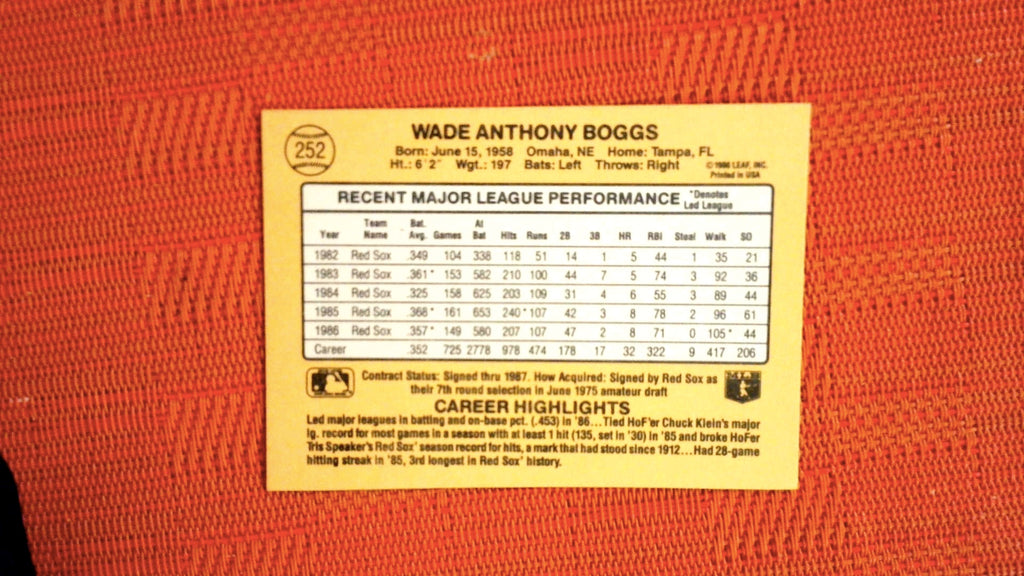 WADE ANTHONY BOGGS
252
Born: June 15, 1958 Omaha, NE Home: Tampa, FL
Ht.: 6'2" Wgt.: 197 Bats: Left Throws: Right
© 1986 LEAF, INC.
Printed in USA
RECENT MAJOR LEAGUE PERFORMANCE *Denotes Led League
Year Team Name Bat. Avg. Games At Bat Hits Runs 2B 3B HR RBI Steal Walk SO
1982 Red Sox .349 104 338 118 51 14 1 5 44 1 35 21
1983 Red Sox .361* 153 582 210 100 44 7 5 74 3 92 36
1984 Red Sox .325 158 625 203 109 31 4 6 55 3 89 44
1985 Red Sox .368* 161 653 240* 107 42 3 8 78 2 96 61
1986 Red Sox .357* 149 580 207 107 47 2 8 71 0 105* 44
Career .352 725 2778 978 474 178 17 32 322 9 417 206
Contract Status: Signed thru 1987. How Acquired: Signed by Red Sox as
their 7th round selection in June 1975 amateur draft
CAREER HIGHLIGHTS
Led major leagues in batting and on-base pct. (.453) in '86...Tied HoF'er Chuck Klein's major
lg. record for most games in a season with at least 1 hit (135, set in '30) in '85 and broke HoFer
Tris Speaker's Red Sox' season record for hits, a mark that had stood since 1912...Had 28-game
hitting streak in '85, 3rd longest in Red Sox' history.